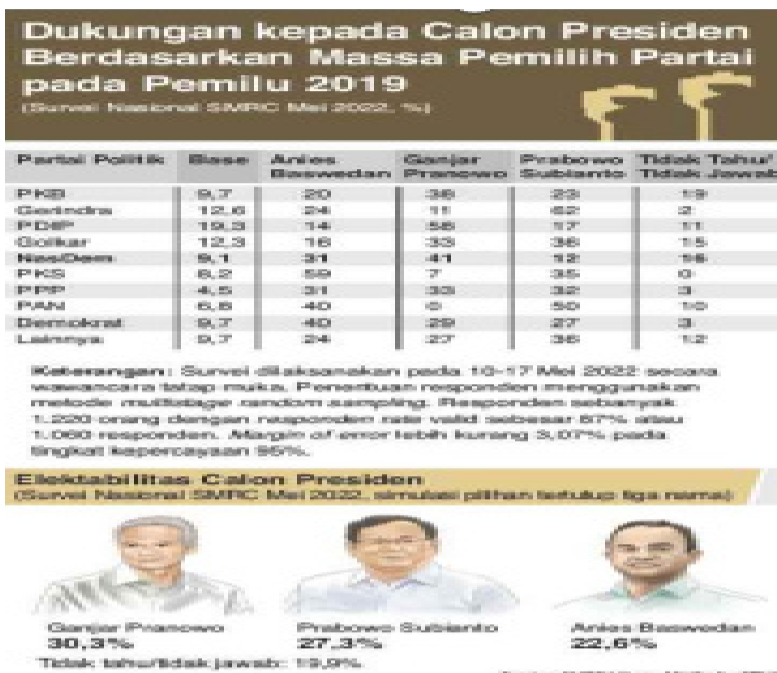 Dukungan kepada Calon Presiden
Berdasarkan Massa Pemilih Partai
pada Pemilu 2019
(Survei Nasional SMRC Mei 2022, %)
Partai Politik Base Anies Baswedan Ganjar Pranowo Prabowo Subianto Tidak Tahu/ Tidak Jawab
PKB 9,7 20 38 23 19
Gerindra 12,6 24 11 62 2
PDIP 19,3 14 58 17 11
Golkar 12,3 16 33 36 15
NasDem 9,1 31 41 12 16
PKS 8,2 59 7 35 0
PPP 4,5 31 33 32 3
PAN 6,8 40 0 50 10
Demokrat 9,7 40 29 27 3
Lainnya 9,7 24 27 36 12
Keterangan: Survei dilaksanakan pada 10-17 Mei 2022 secara
wawancara tatap muka. Penentuan responden menggunakan
metode multistage random sampling. Responden sebanyak
1.220 orang dengan responden rate valid sebesar 87% atau
1.060 responden. Margin of error lebih kurang 3,07% pada
tingkat kepercayaan 95%.
Elektabilitas Calon Presiden
(Survei Nasional SMRC Mei 2022, simulasi pilihan tertutup tiga nama)
Ganjar Pranowo
30,3%
Prabowo Subianto
27,3%
Anies Baswedan
22,6%
Tidak tahu/tidak jawab: 19,9%